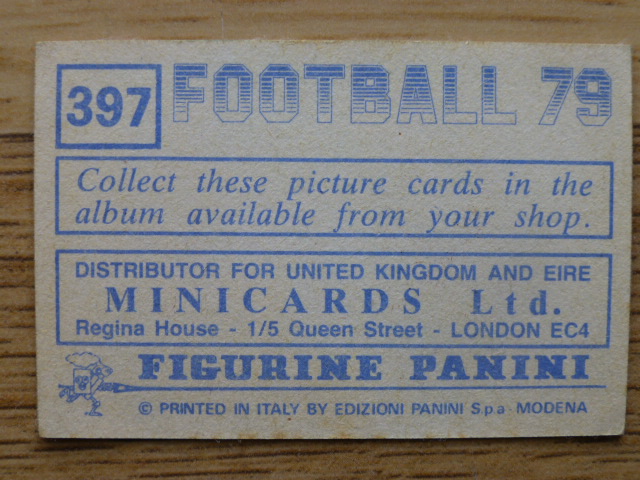 397 FOOTBALL 79
Collect these picture cards in the
album available from your shop.
DISTRIBUTOR FOR UNITED KINGDOM AND EIRE
MINICARDS Ltd.
Regina House - 1/5 Queen Street - LONDON EC4
FIGURINE PANINI
© PRINTED IN ITALY BY EDIZIONI PANINI SpA MODENA